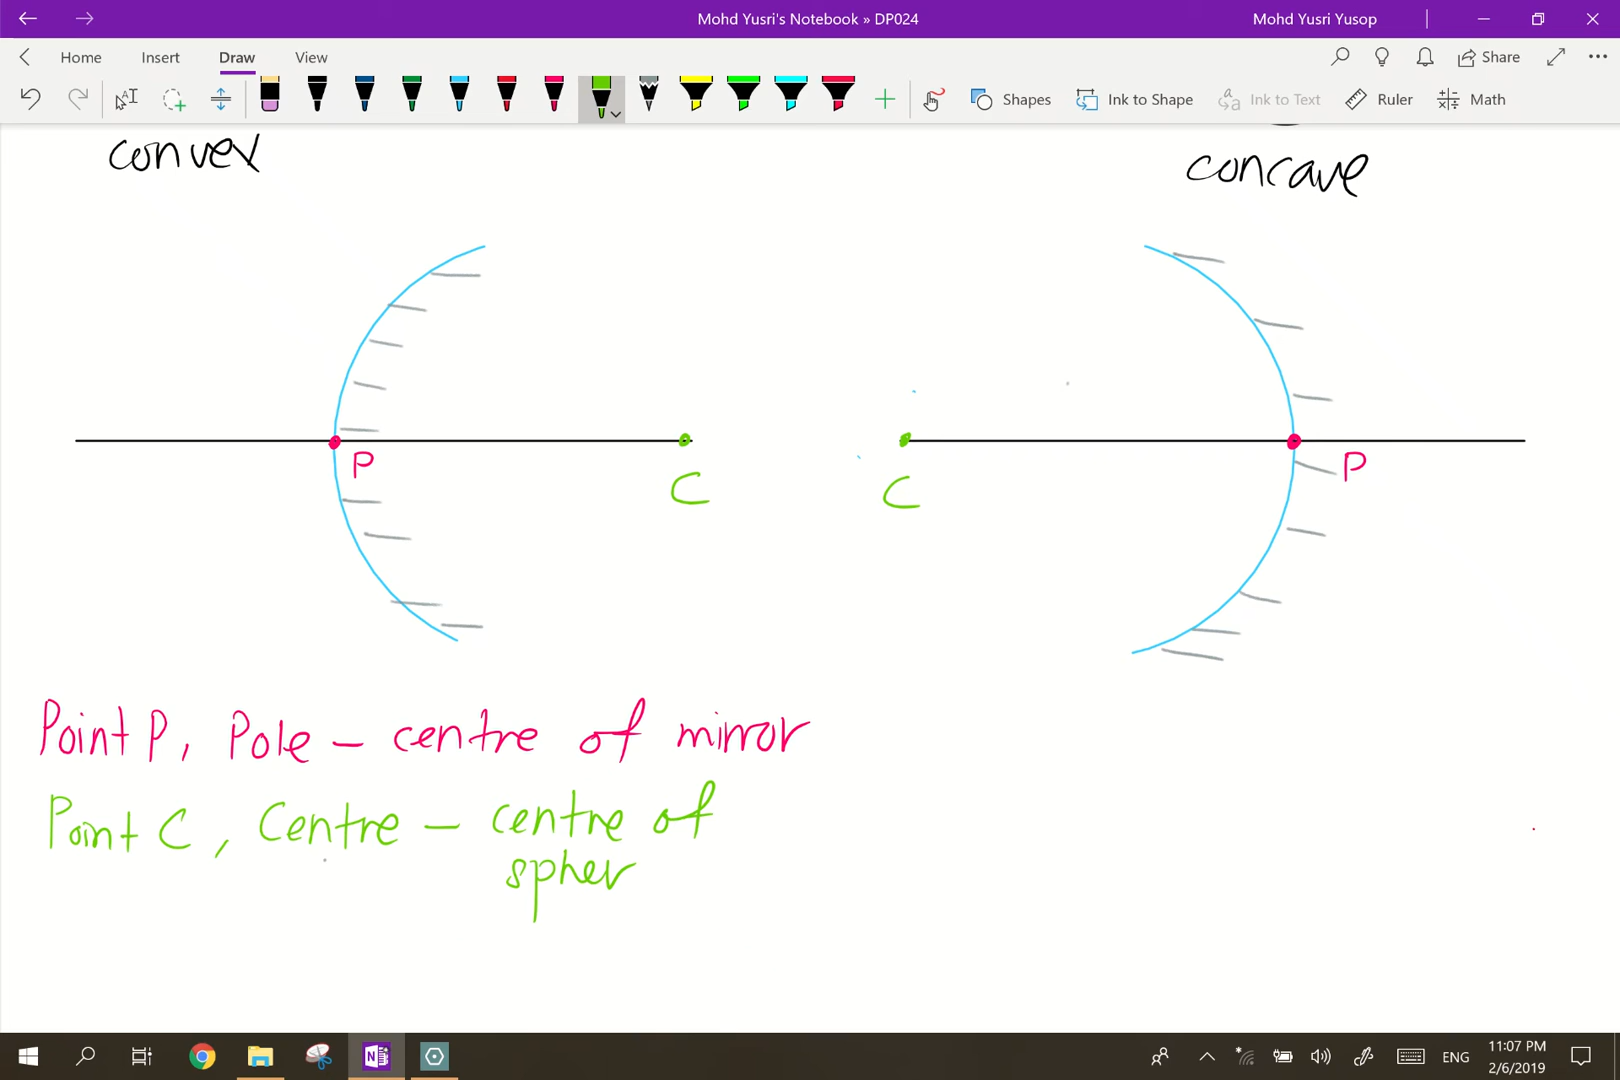 Mohd Yusri's Notebook » DP024
Mohd Yusri Yusop
Home Insert Draw View
Share
Shapes Ink to Shape Ink to Text Ruler Math
convex
concave
P
C
C
P
Point P, Pole – centre of mirror
Point C, Centre – centre of
spher
ENG
11:07 PM
2/6/2019